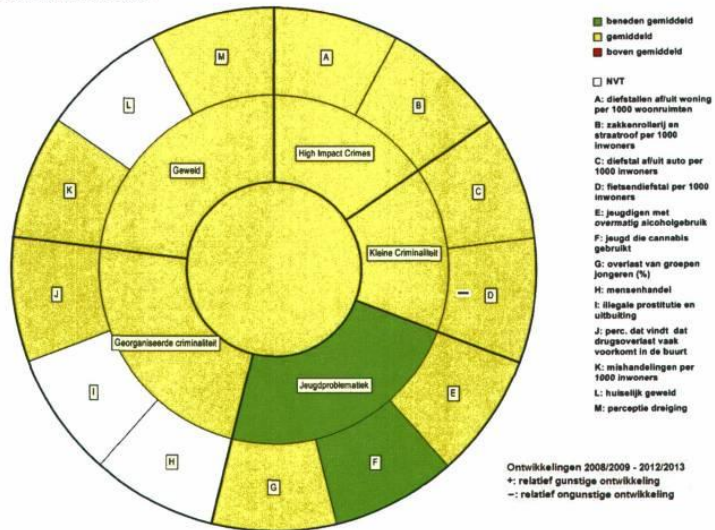 M
A
L
B
K
Geweld
High Impact Crimes
C
Kleine Criminaliteit
D
J
Georganiseerde criminaliteit
Jeugdproblematiek
I
E
H
F
G
beneden gemiddeld
gemiddeld
boven gemiddeld
NVT
A: diefstallen af/uit woning
per 1000 woonruimten
B: zakkenrollerij en
straatroof per 1000
inwoners
C: diefstal af/uit auto per
1000 inwoners
D: fietsendiefstal per 1000
inwoners
E: jeugdigen met
overmatig alcoholgebruik
F: jeugd die cannabis
gebruikt
G: overlast van groepen
jongeren (%)
H: mensenhandel
I: illegale prostitutie en
uitbuiting
J: perc. dat vindt dat
drugsoverlast vaak
voorkomt in de buurt
K: mishandelingen per
1000 inwoners
L: huiselijk geweld
M: perceptie dreiging
Ontwikkelingen 2008/2009 - 2012/2013
+: relatief gunstige ontwikkeling
–: relatief ongunstige ontwikkeling